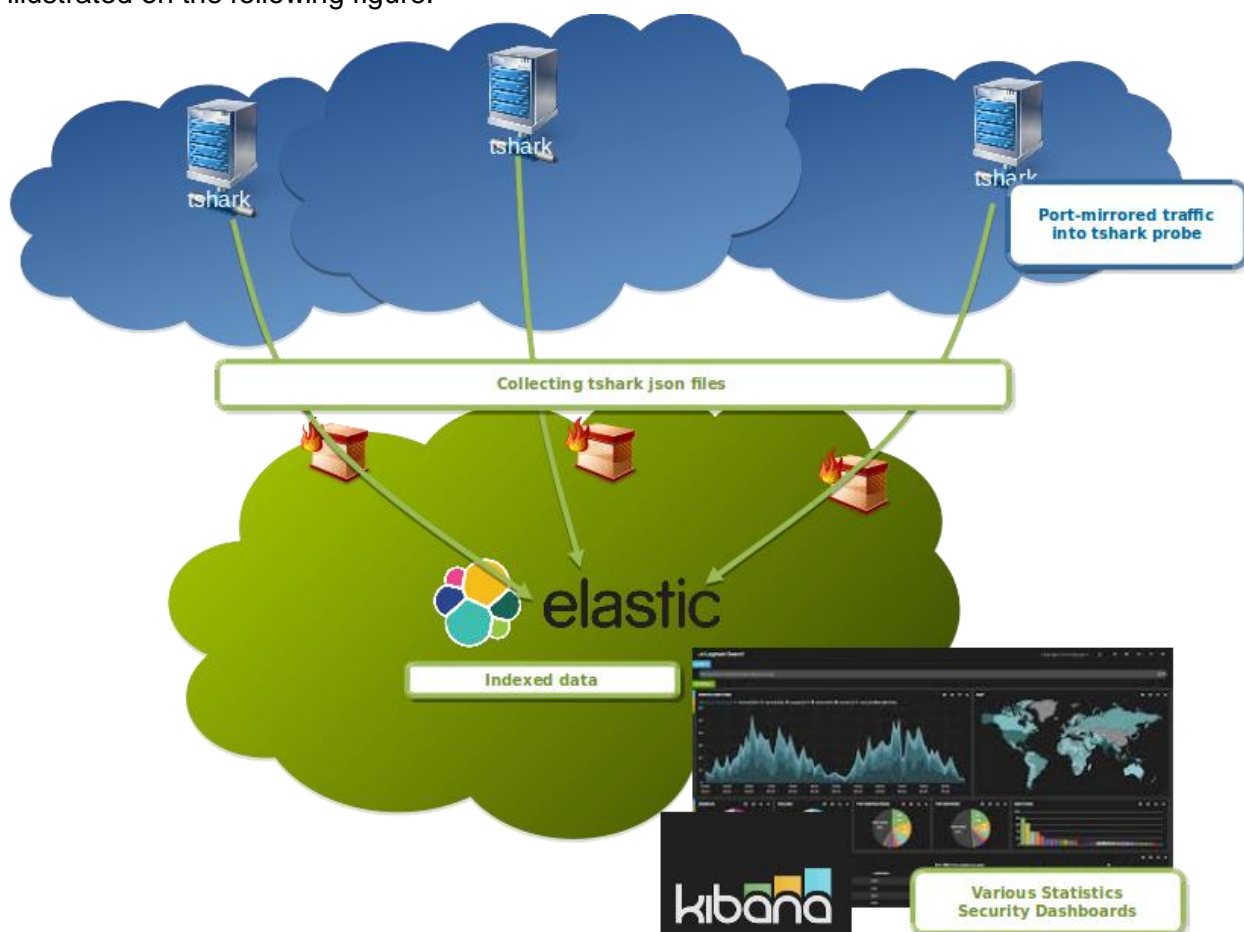 illustrated on the following figure.
tshark
tshark
tshark
Port-mirrored traffic
into tshark probe
Collecting tshark json files
elastic
Indexed data
kibana
Various Statistics
Security Dashboards